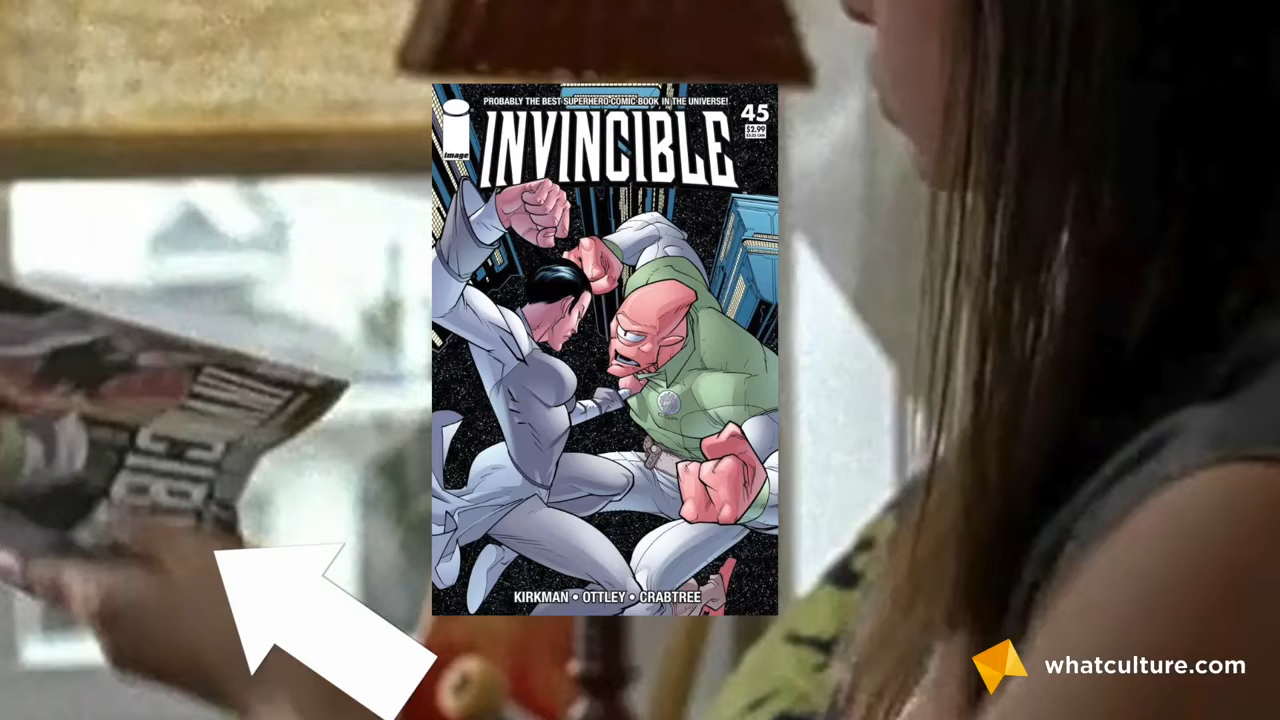 PROBABLY THE BEST SUPERHERO COMIC BOOK IN THE UNIVERSE!
INVINCIBLE
45
$2.99
image
KIRKMAN • OTTLEY • CRABTREE
whatculture.com